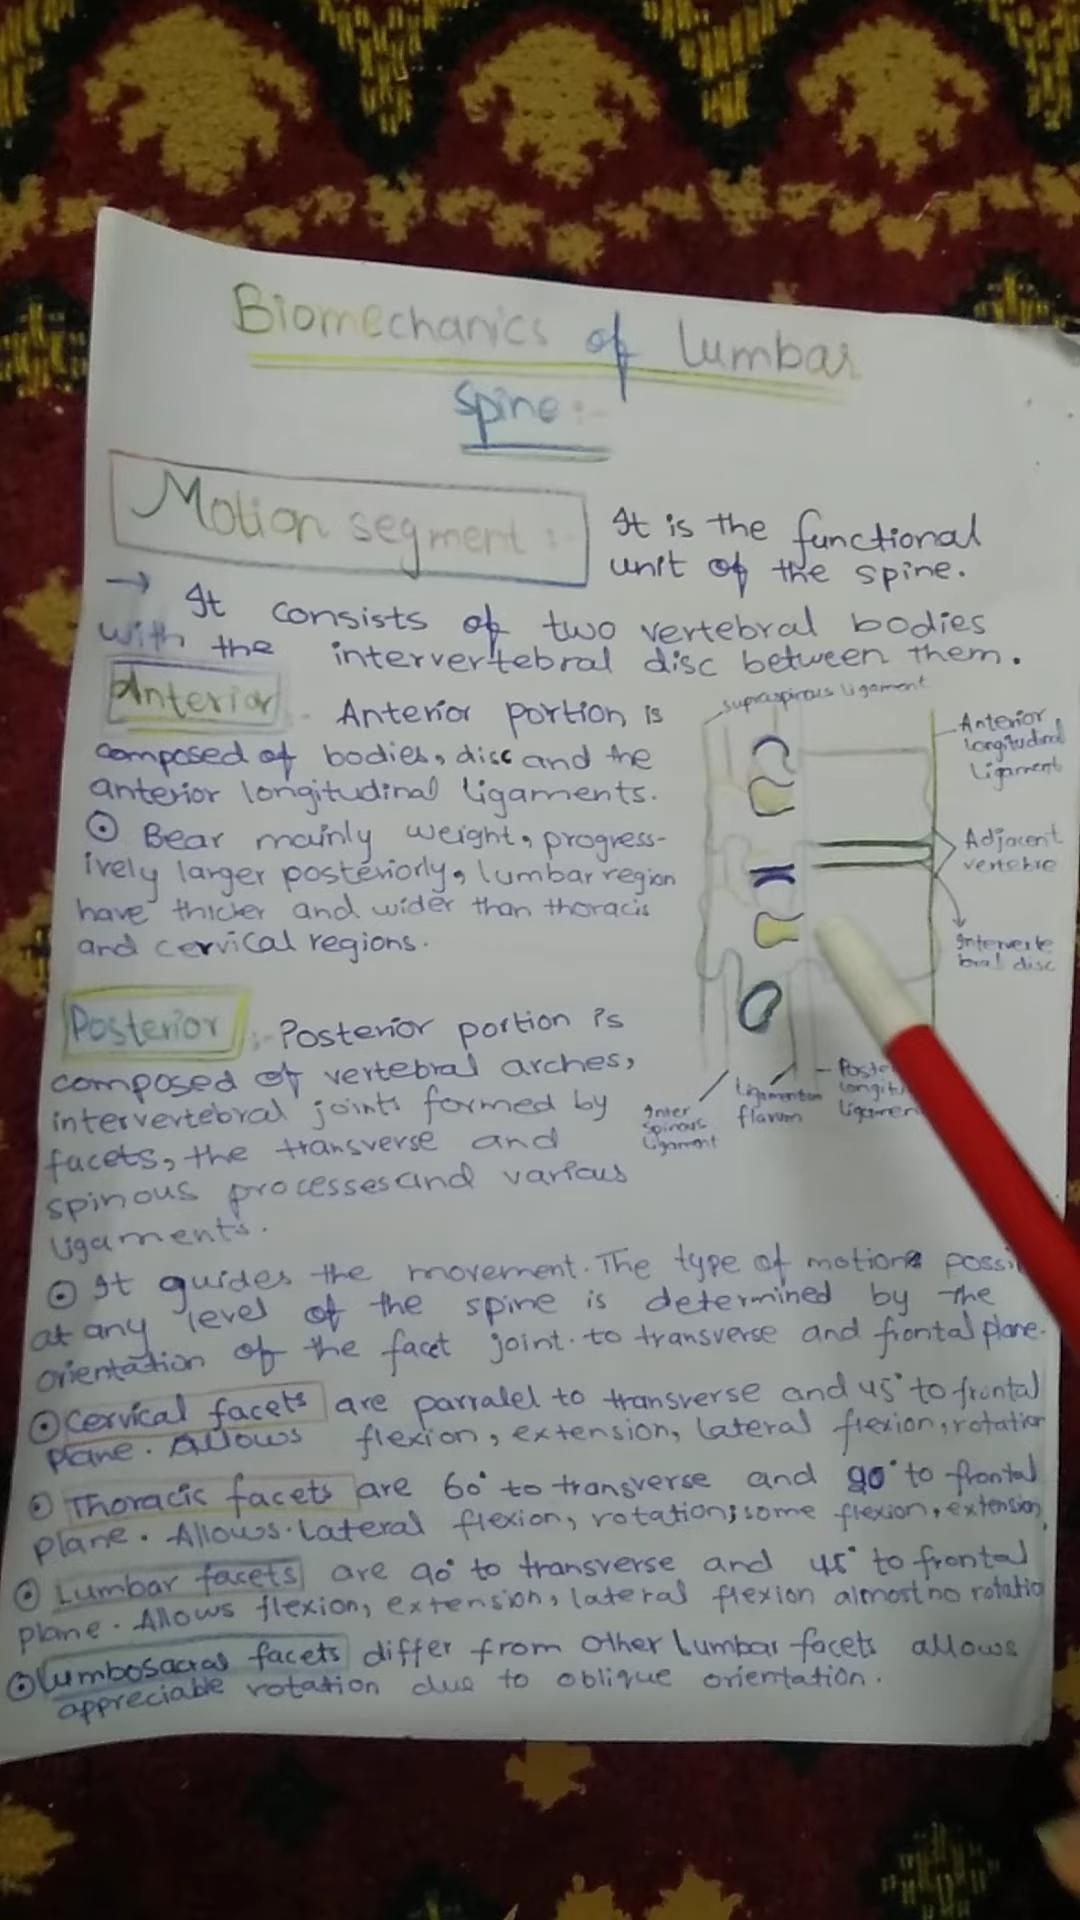 Biomechanics of lumbar
spine:-
Motion segment :-
It is the functional
unit of the spine.
→ It consists of two vertebral bodies
with the intervertebral disc between them.
Anterior :- Anterior portion is
composed of bodies, disc and the
anterior longitudinal ligaments.
⊙ Bear mainly weight, progress-
ively larger posteriorly, lumbar region
have thicker and wider than thoracis
and cervical regions.
supraspinous ligament
Anterior
longitudinal
Ligament
Adjacent
vertebre
Interverte
bral disc
Inter
spinous
ligament
Ligamentum
flavum
Poste
longitu
ligamen
Posterior :- Posterior portion is
composed of vertebral arches,
intervertebral joints formed by
facets, the transverse and
spinous processes and various
ligaments.
⊙ It guides the movement. The type of motion possi
at any level of the spine is determined by the
orientation of the facet joint. to transverse and frontal plane.
⊙ Cervical facets are parralel to transverse and 45° to frontal
plane. Allows flexion, extension, lateral flexion, rotation
⊙ Thoracic facets are 60° to transverse and 90° to frontal
plane. Allows. Lateral flexion, rotation; some flexion, extension,
⊙ Lumbar facets are 90° to transverse and 45° to frontal
plane. Allows flexion, extension, lateral flexion almost no rotatio
⊙ Lumbosacral facets differ from other Lumbar facets allows
appreciable rotation due to oblique orientation.